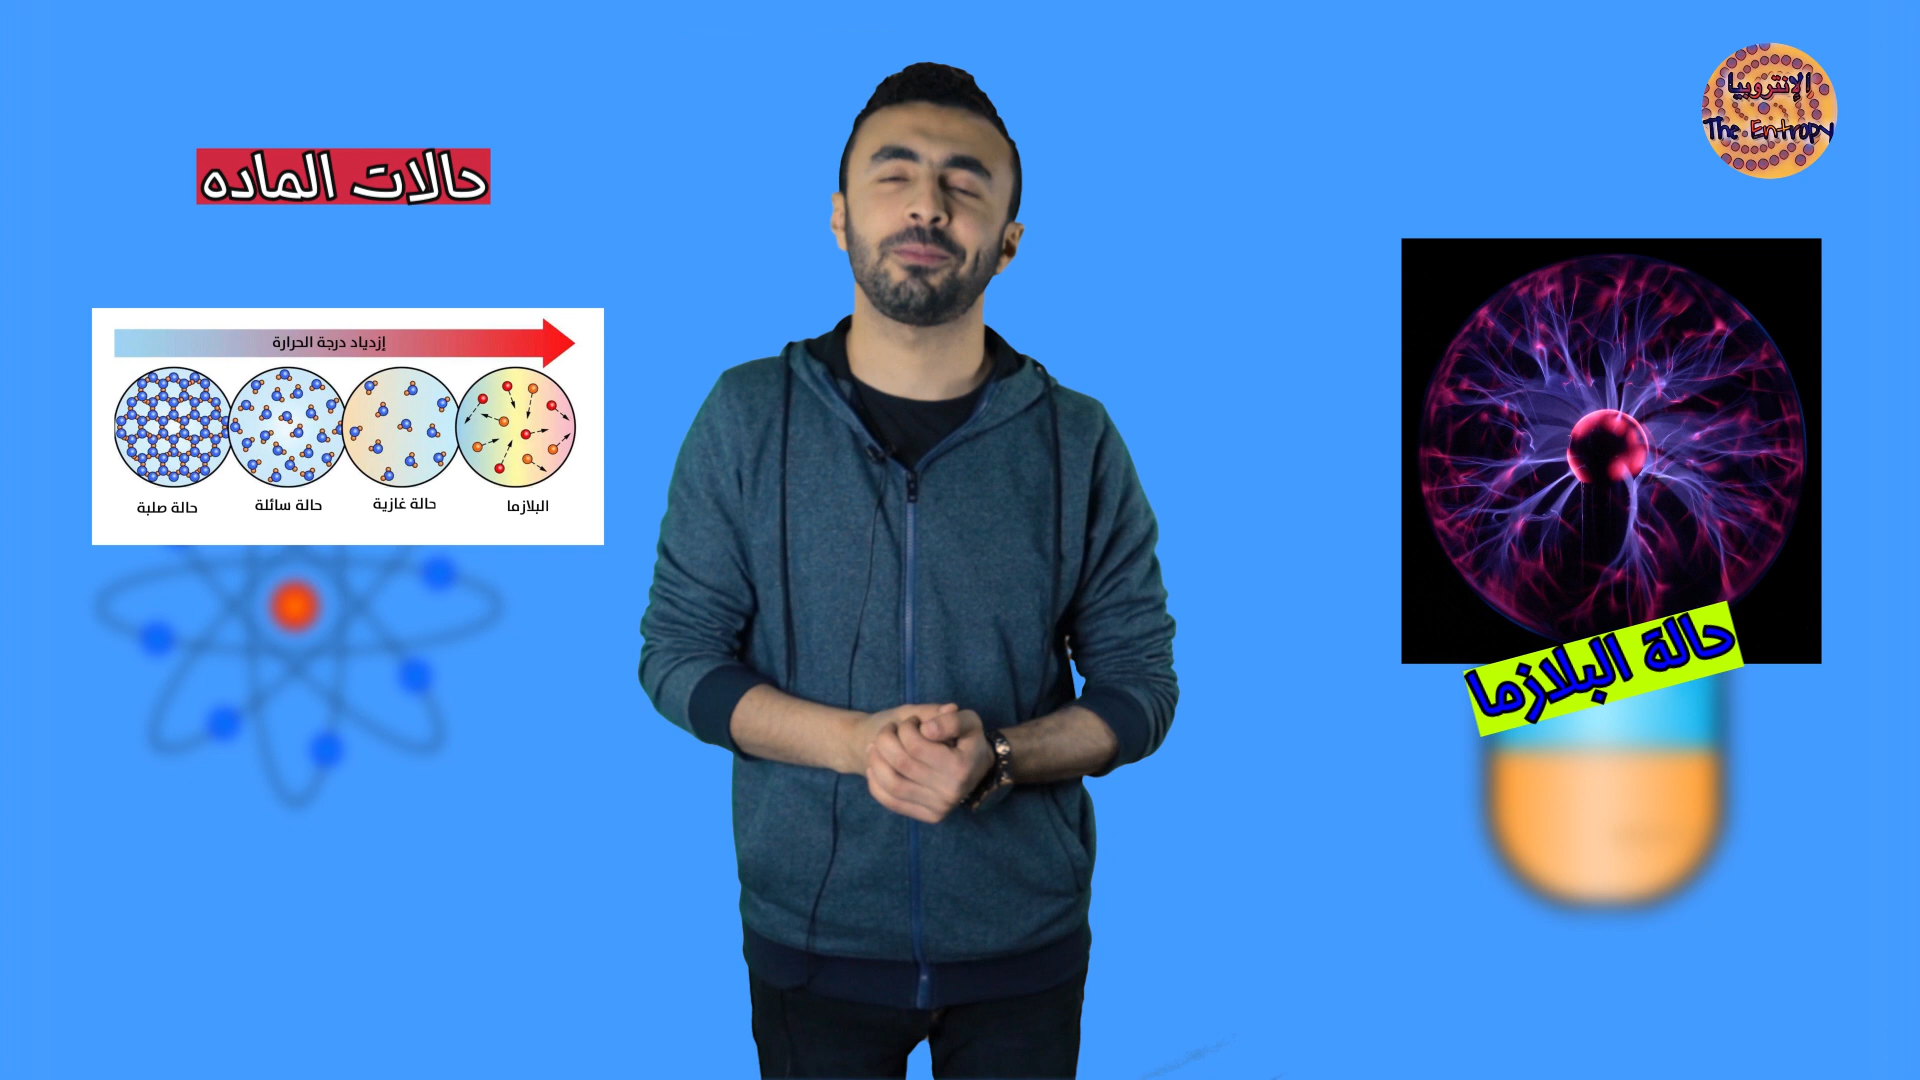 الإنتروبيا
The Entropy
حالات الماده
إزدياد درجة الحرارة
حالة صلبة
حالة سائلة
حالة غازية
البلازما
حالة البلازما